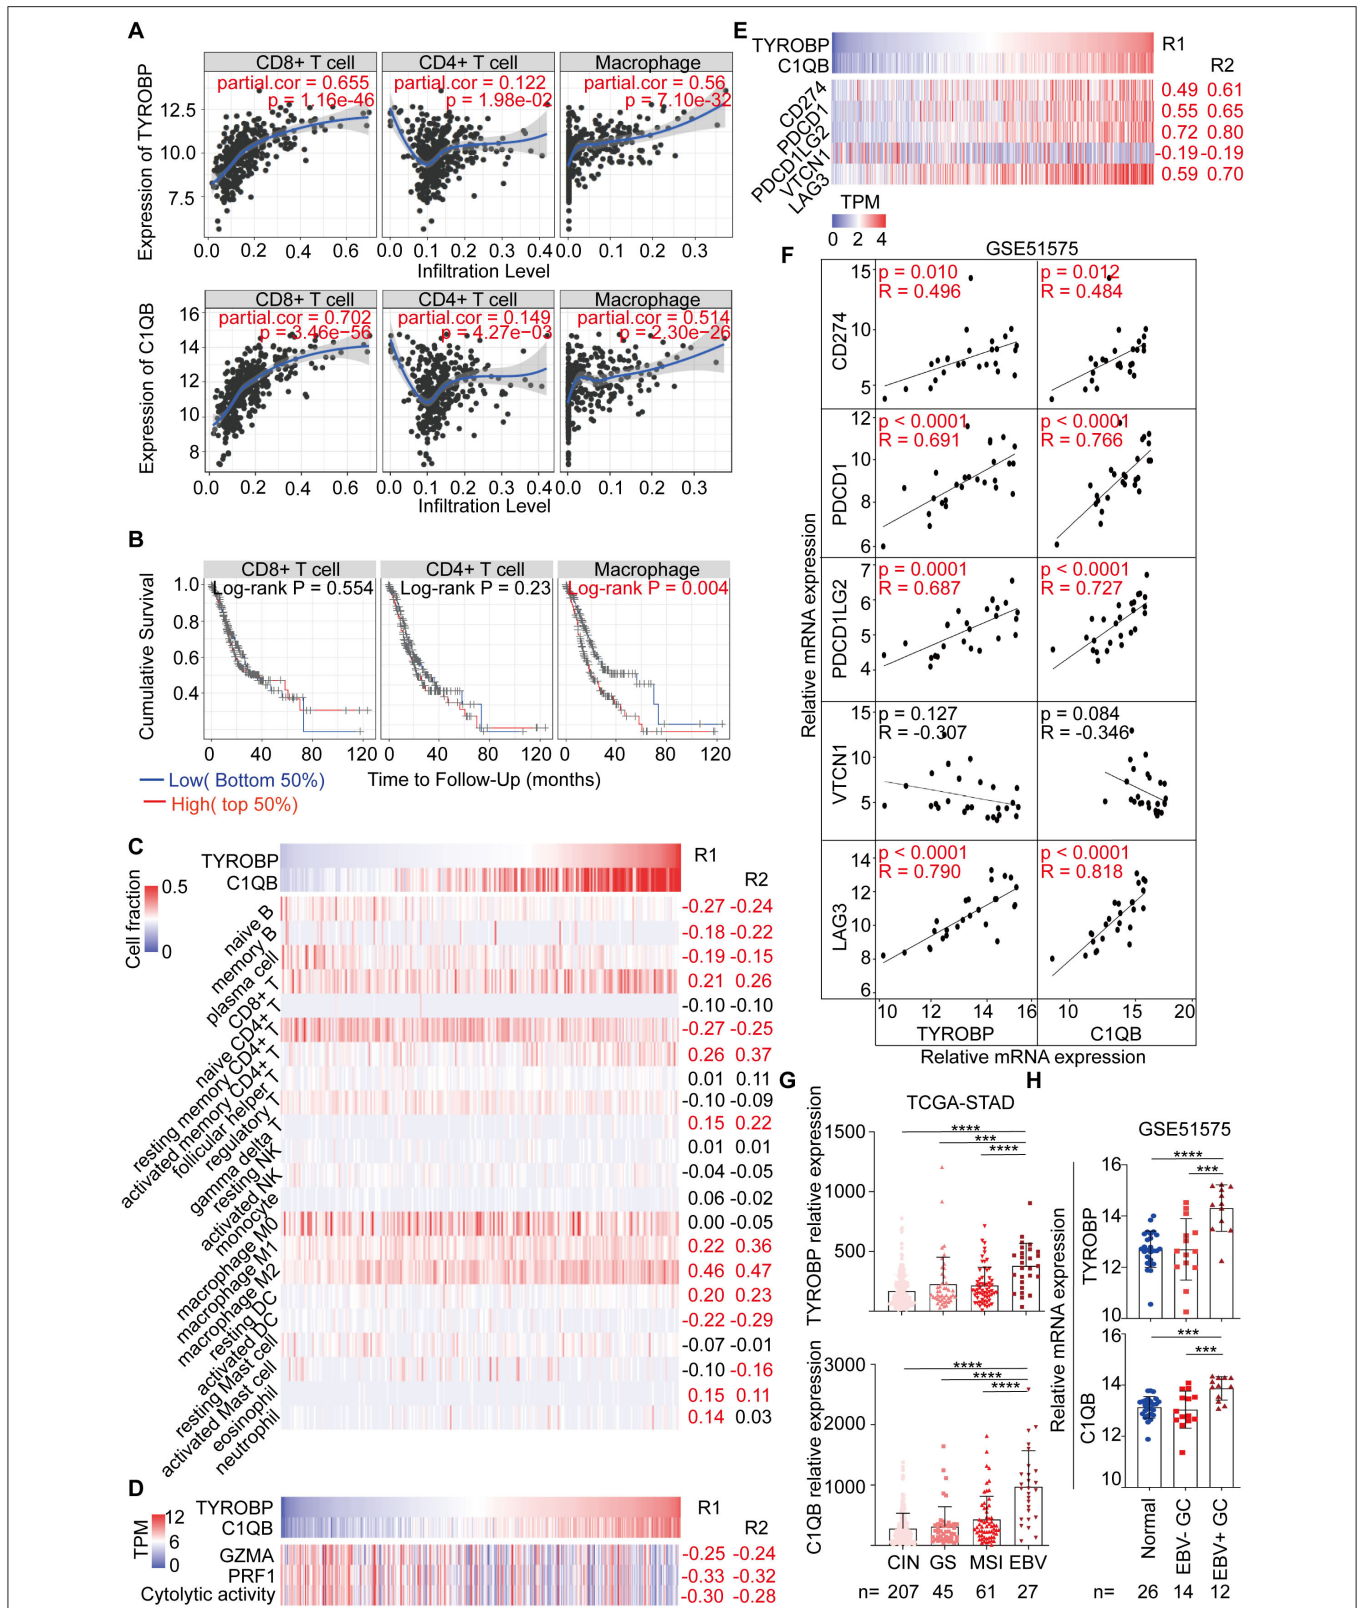 A
CD8+ T cell
CD4+ T cell
Macrophage
partial.cor = 0.655
p = 1.16e-46
partial.cor = 0.122
p = 1.98e-02
partial.cor = 0.56
p = 7.10e-32
Expression of TYROBP
12.5
10.0
7.5
0.0 0.2 0.4 0.6
0.0 0.1 0.2 0.3 0.4
0.0 0.1 0.2 0.3
Infiltration Level
CD8+ T cell
CD4+ T cell
Macrophage
partial.cor = 0.702
p = 3.46e−56
partial.cor = 0.149
p = 4.27e−03
partial.cor = 0.514
p = 2.30e−26
Expression of C1QB
16
14
12
10
8
0.0 0.2 0.4 0.6
0.0 0.1 0.2 0.3 0.4
0.0 0.1 0.2 0.3
Infiltration Level
B
CD8+ T cell
CD4+ T cell
Macrophage
Log-rank P = 0.554
Log-rank P = 0.23
Log-rank P = 0.004
Cumulative Survival
1.0
0.8
0.6
0.4
0 40 80 120
0 40 80 120
0 40 80 120
Low( Bottom 50%)
High( top 50%)
Time to Follow-Up (months)
C
TYROBP R1
C1QB R2
Cell fraction
0.5
0
naive B -0.27 -0.24
memory B -0.18 -0.22
plasma cell -0.19 -0.15
CD8+ T 0.21 0.26
naive CD4+ T -0.10 -0.10
resting memory CD4+ T -0.27 -0.25
activated memory CD4+ T 0.26 0.37
follicular helper T 0.01 0.11
regulatory T -0.10 -0.09
gamma delta T 0.15 0.22
resting NK 0.01 0.01
activated NK -0.04 -0.05
monocyte 0.06 -0.02
macrophage M0 0.00 -0.05
macrophage M1 0.22 0.36
macrophage M2 0.46 0.47
resting DC 0.20 0.23
activated DC -0.22 -0.29
resting Mast cell -0.07 -0.01
activated Mast cell -0.10 -0.16
eosinophil 0.15 0.11
neutrophil 0.14 0.03
D
TYROBP R1
C1QB R2
TPM
12
6
0
GZMA -0.25 -0.24
PRF1 -0.33 -0.32
Cytolytic activity -0.30 -0.28
E
TYROBP R1
C1QB R2
CD274 0.49 0.61
PDCD1 0.55 0.65
PDCD1LG2 0.72 0.80
VTCN1 -0.19 -0.19
LAG3 0.59 0.70
TPM
0 2 4
F
GSE51575
Relative mRNA expression
CD274
15
10
5
p = 0.010
R = 0.496
p = 0.012
R = 0.484
PDCD1
12
10
8
6
p < 0.0001
R = 0.691
p < 0.0001
R = 0.766
PDCD1LG2
7
6
5
4
p = 0.0001
R = 0.687
p < 0.0001
R = 0.727
VTCN1
15
10
5
p = 0.127
R = -0.307
p = 0.084
R = -0.346
LAG3
14
12
10
8
6
p < 0.0001
R = 0.790
p < 0.0001
R = 0.818
10 12 14 16
10 15 20
TYROBP
C1QB
Relative mRNA expression
G
TCGA-STAD
TYROBP relative expression
1500
1000
500
****
***
****
C1QB relative expression
3000
2000
1000
****
****
****
CIN GS MSI EBV
n= 207 45 61 27
H
GSE51575
Relative mRNA expression
TYROBP
16
14
12
10
****
***
C1QB
16
14
12
10
***
***
Normal
EBV- GC
EBV+ GC
n= 26 14 12